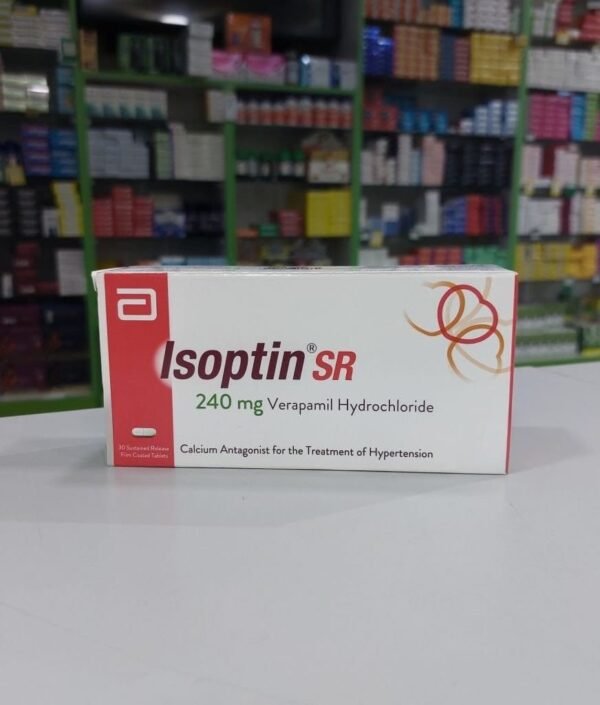 Isoptin® SR
240 mg Verapamil Hydrochloride
30 Sustained Release
Film Coated Tablets
Calcium Antagonist for the Treatment of Hypertension